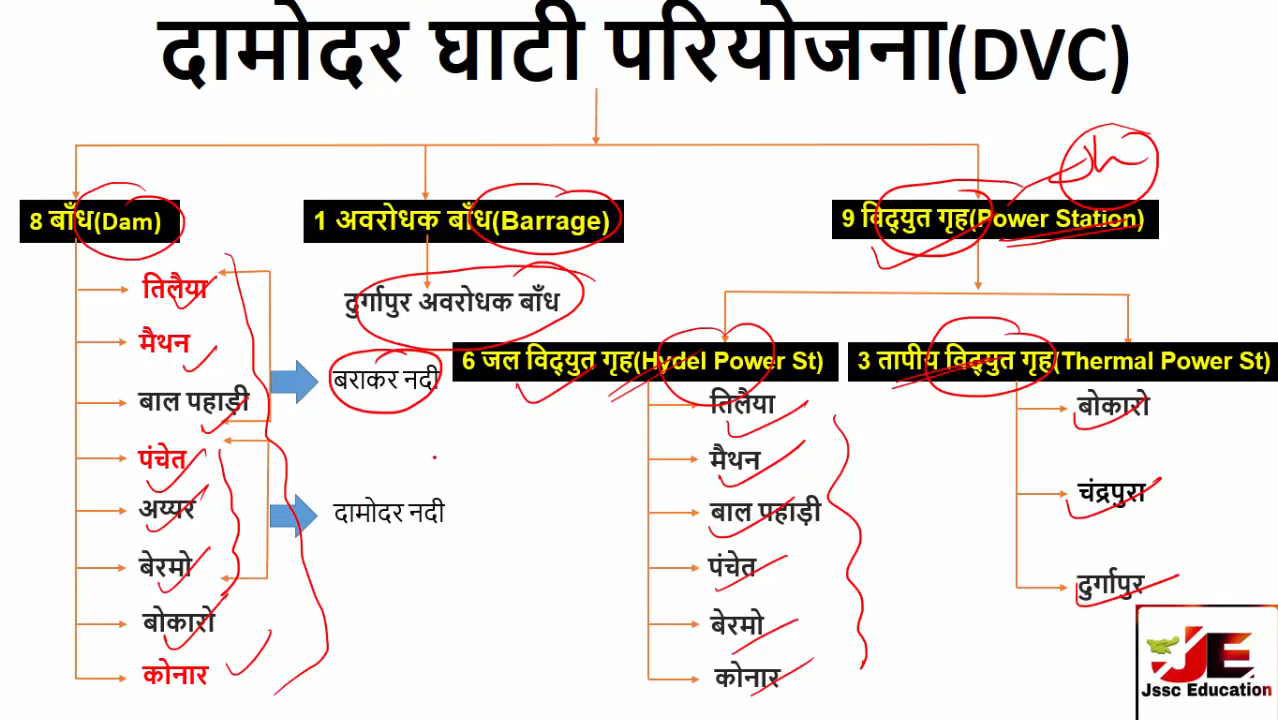 दामोदर घाटी परियोजना(DVC)
8 बाँध(Dam)
तिलैया
मैथन
बाल पहाड़ी
पंचेत
अय्यर
बेरमो
बोकारो
कोनार
बराकर नदी
दामोदर नदी
1 अवरोधक बाँध(Barrage)
दुर्गापुर अवरोधक बाँध
9 विद्युत गृह(Power Station)
6 जल विद्युत गृह(Hydel Power St)
तिलैया
मैथन
बाल पहाड़ी
पंचेत
बेरमो
कोनार
3 तापीय विद्युत गृह(Thermal Power St)
बोकारो
चंद्रपुरा
दुर्गापुर
JE
Jssc Education